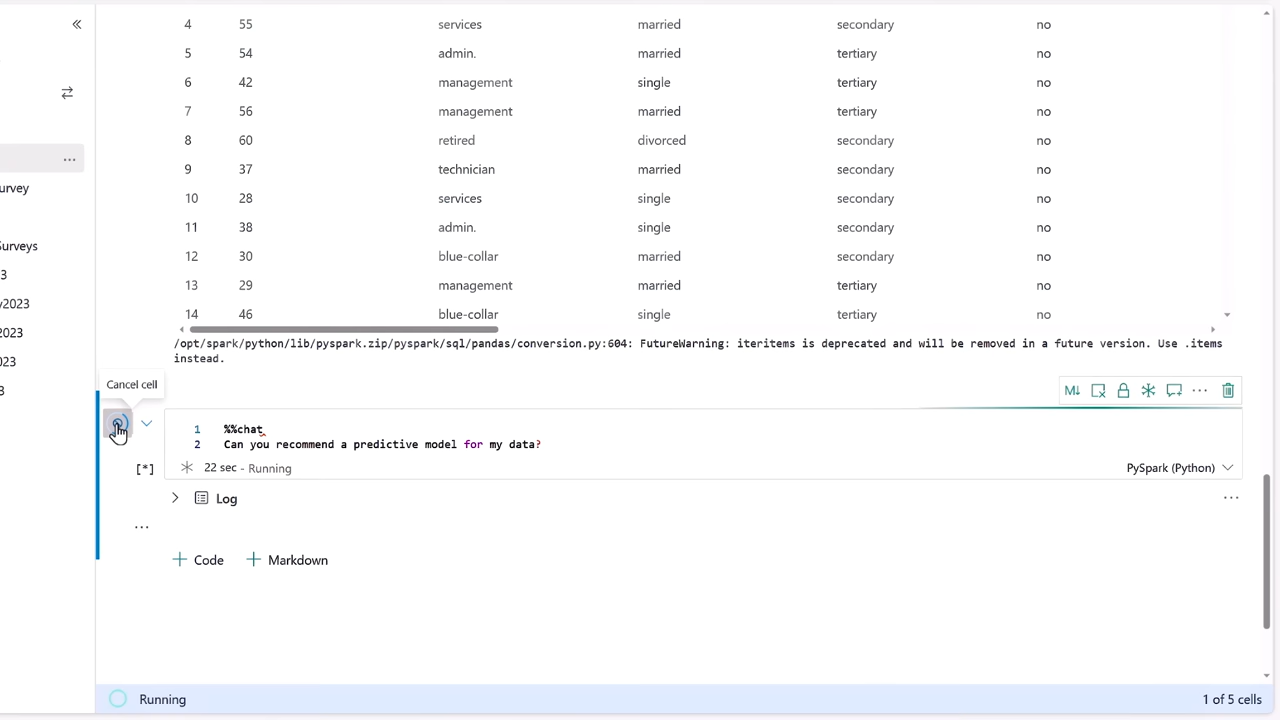 4 55 services married secondary no
5 54 admin. married tertiary no
6 42 management single tertiary no
7 56 management married tertiary no
8 60 retired divorced secondary no
9 37 technician married secondary no
10 28 services single secondary no
11 38 admin. single secondary no
12 30 blue-collar married secondary no
13 29 management married tertiary no
14 46 blue-collar single tertiary no
urvey
Surveys
3
y2023
2023
023
3
/opt/spark/python/lib/pyspark.zip/pyspark/sql/pandas/conversion.py:604: FutureWarning: iteritems is deprecated and will be removed in a future version. Use .items
instead.
Cancel cell
M↓
1 %%chat
2 Can you recommend a predictive model for my data?
[*] 22 sec - Running PySpark (Python)
Log
+ Code + Markdown
Running 1 of 5 cells